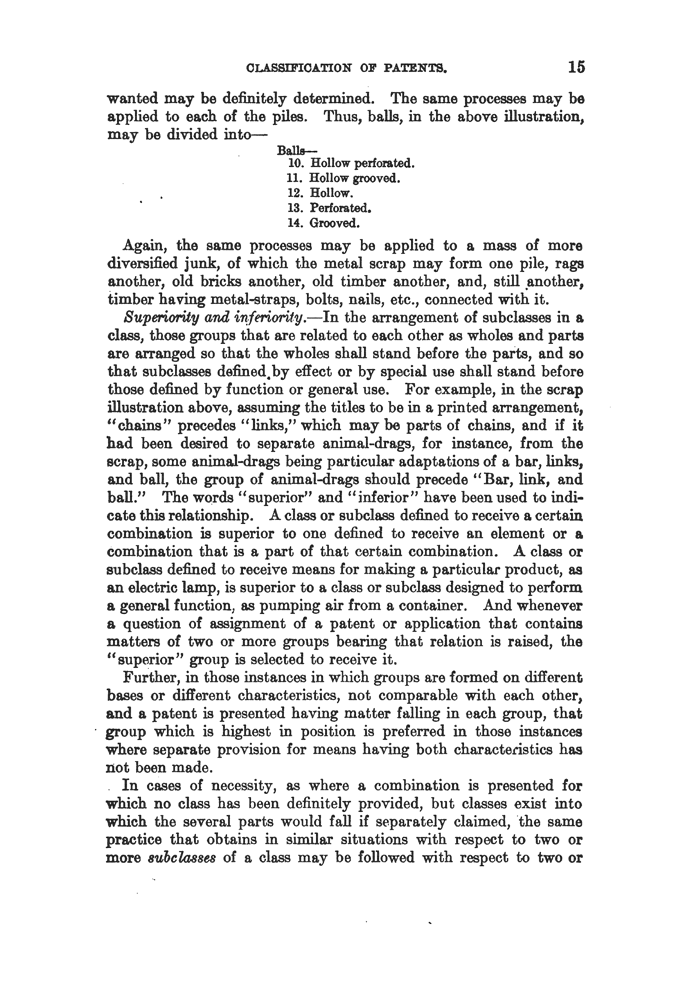 CLASSIFICATION OF PATENTS. 15
wanted may be definitely determined. The same processes may be
applied to each of the piles. Thus, balls, in the above illustration,
may be divided into—
Balls—
10. Hollow perforated.
11. Hollow grooved.
12. Hollow.
13. Perforated.
14. Grooved.
Again, the same processes may be applied to a mass of more
diversified junk, of which the metal scrap may form one pile, rags
another, old bricks another, old timber another, and, still another,
timber having metal-straps, bolts, nails, etc., connected with it.
Superiority and inferiority.—In the arrangement of subclasses in a
class, those groups that are related to each other as wholes and parts
are arranged so that the wholes shall stand before the parts, and so
that subclasses defined by effect or by special use shall stand before
those defined by function or general use. For example, in the scrap
illustration above, assuming the titles to be in a printed arrangement,
"chains" precedes "links," which may be parts of chains, and if it
had been desired to separate animal-drags, for instance, from the
scrap, some animal-drags being particular adaptations of a bar, links,
and ball, the group of animal-drags should precede "Bar, link, and
ball." The words "superior" and "inferior" have been used to indi-
cate this relationship. A class or subclass defined to receive a certain
combination is superior to one defined to receive an element or a
combination that is a part of that certain combination. A class or
subclass defined to receive means for making a particular product, as
an electric lamp, is superior to a class or subclass designed to perform
a general function, as pumping air from a container. And whenever
a question of assignment of a patent or application that contains
matters of two or more groups bearing that relation is raised, the
"superior" group is selected to receive it.
Further, in those instances in which groups are formed on different
bases or different characteristics, not comparable with each other,
and a patent is presented having matter falling in each group, that
group which is highest in position is preferred in those instances
where separate provision for means having both characteristics has
not been made.
In cases of necessity, as where a combination is presented for
which no class has been definitely provided, but classes exist into
which the several parts would fall if separately claimed, the same
practice that obtains in similar situations with respect to two or
more subclasses of a class may be followed with respect to two or